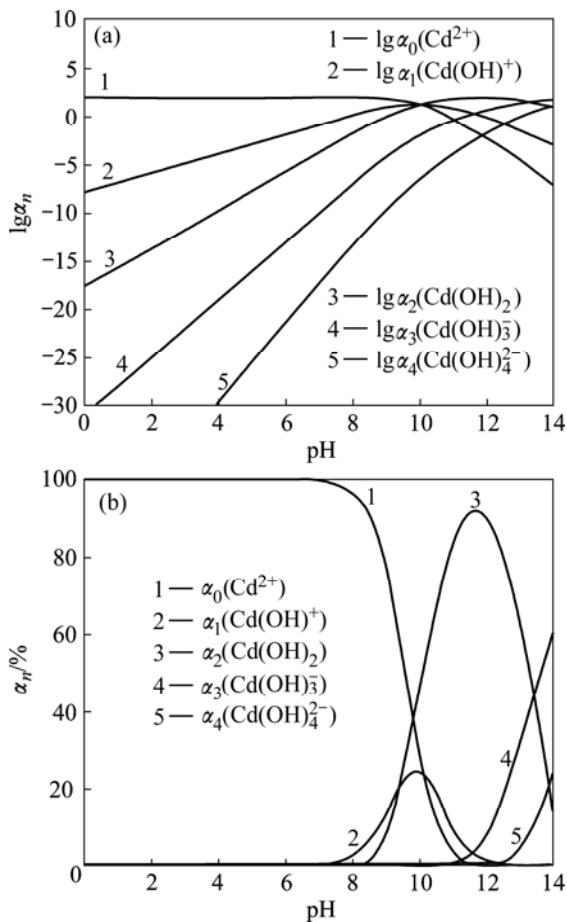 (a)
1 — lgα₀(Cd²⁺)
2 — lgα₁(Cd(OH)⁺)
3 — lgα₂(Cd(OH)₂)
4 — lgα₃(Cd(OH)₃⁻)
5 — lgα₄(Cd(OH)₄²⁻)
1
2
3
4
5
lgαₙ
10
5
0
−5
−10
−15
−20
−25
−30
0 2 4 6 8 10 12 14
pH
(b)
1 — α₀(Cd²⁺)
2 — α₁(Cd(OH)⁺)
3 — α₂(Cd(OH)₂)
4 — α₃(Cd(OH)₃⁻)
5 — α₄(Cd(OH)₄²⁻)
1
3
2
4
5
αₙ/%
100
80
60
40
20
0 2 4 6 8 10 12 14
pH